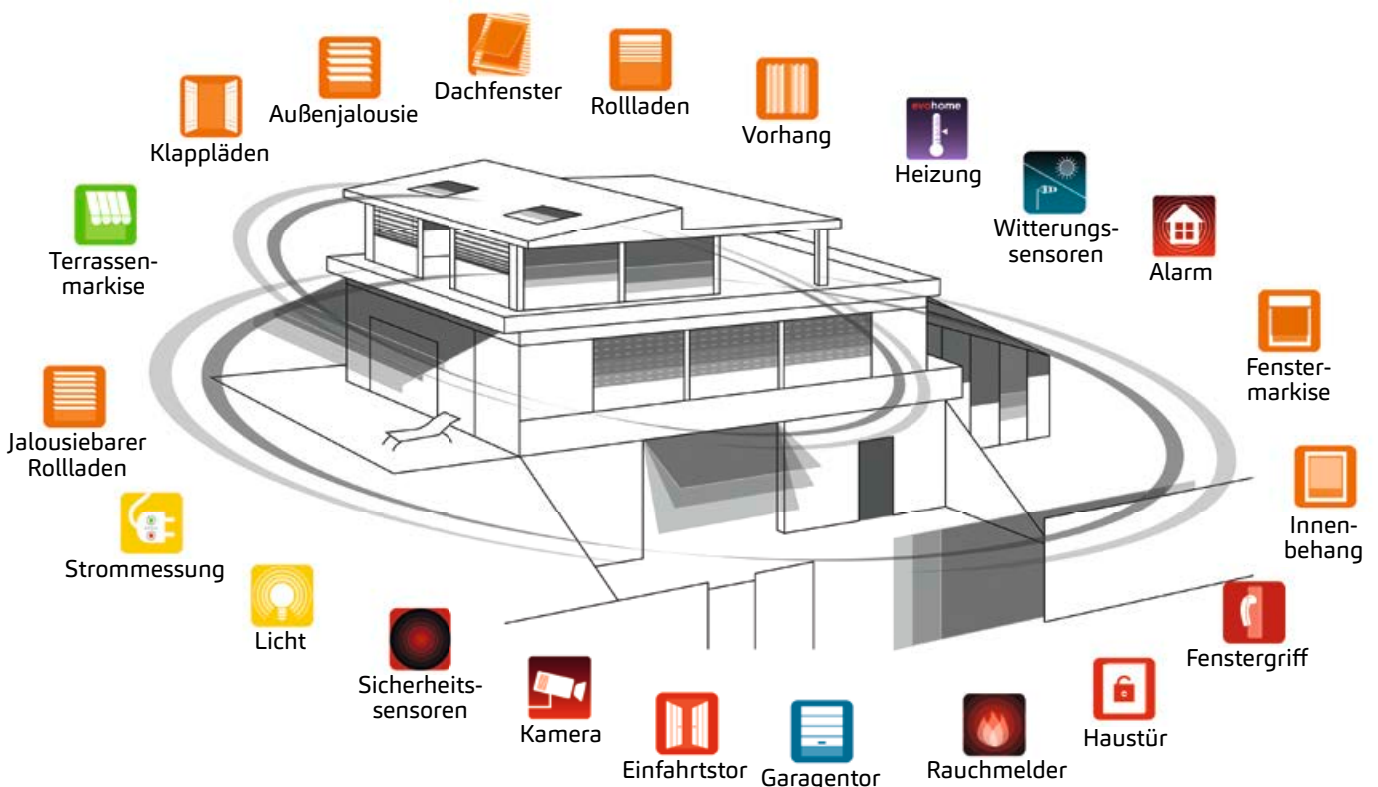 Dachfenster
Rollladen
Außenjalousie
Vorhang
Klappläden
evohome
Heizung
Witterungs-
sensoren
Alarm
Terrassen-
markise
Fenster-
markise
Jalousiebarer
Rollladen
Innen-
behang
Strommessung
Licht
Fenstergriff
Sicherheits-
sensoren
Kamera
Haustür
Einfahrtstor
Garagentor
Rauchmelder